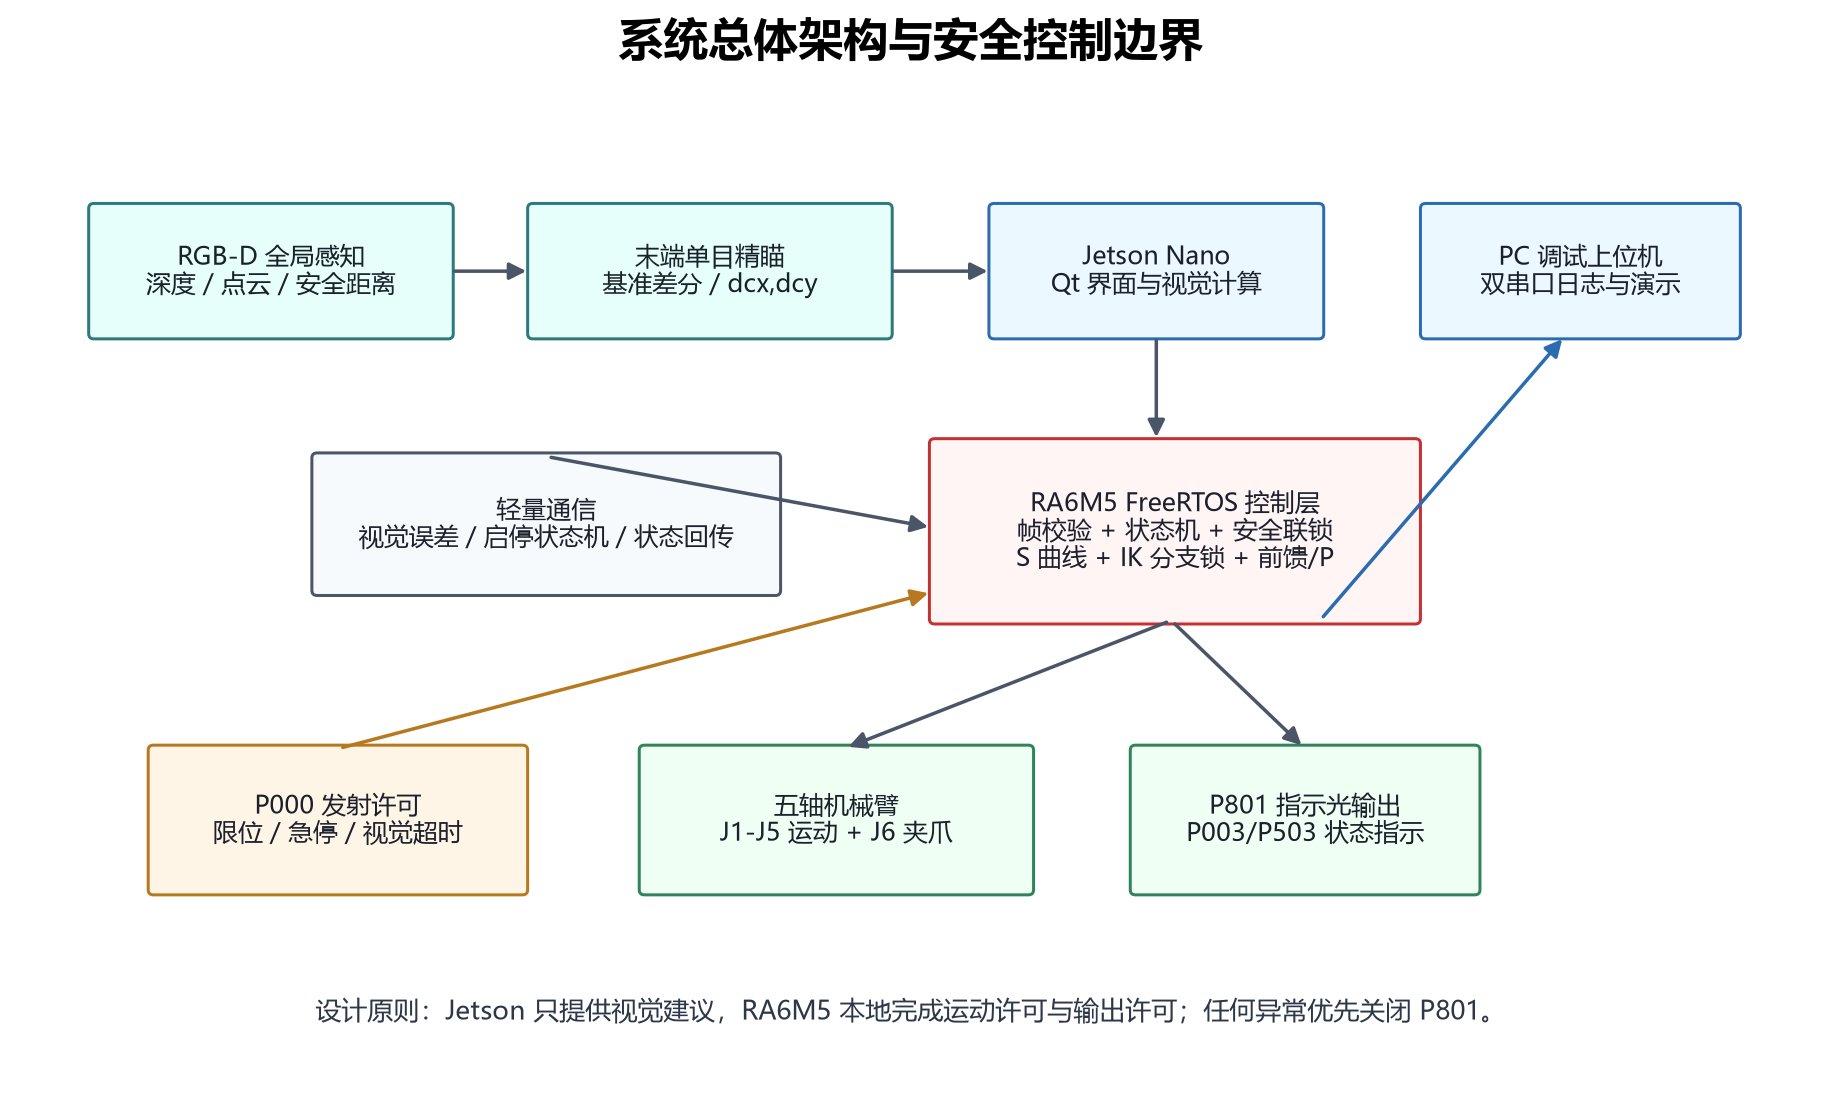 系统总体架构与安全控制边界
RGB-D 全局感知
深度 / 点云 / 安全距离
末端单目精瞄
基准差分 / dcx,dcy
Jetson Nano
Qt 界面与视觉计算
PC 调试上位机
双串口日志与演示
轻量通信
视觉误差 / 启停状态机 / 状态回传
RA6M5 FreeRTOS 控制层
帧校验 + 状态机 + 安全联锁
S 曲线 + IK 分支锁 + 前馈/P
P000 发射许可
限位 / 急停 / 视觉超时
五轴机械臂
J1-J5 运动 + J6 夹爪
P801 指示光输出
P003/P503 状态指示
设计原则：Jetson 只提供视觉建议，RA6M5 本地完成运动许可与输出许可；任何异常优先关闭 P801。